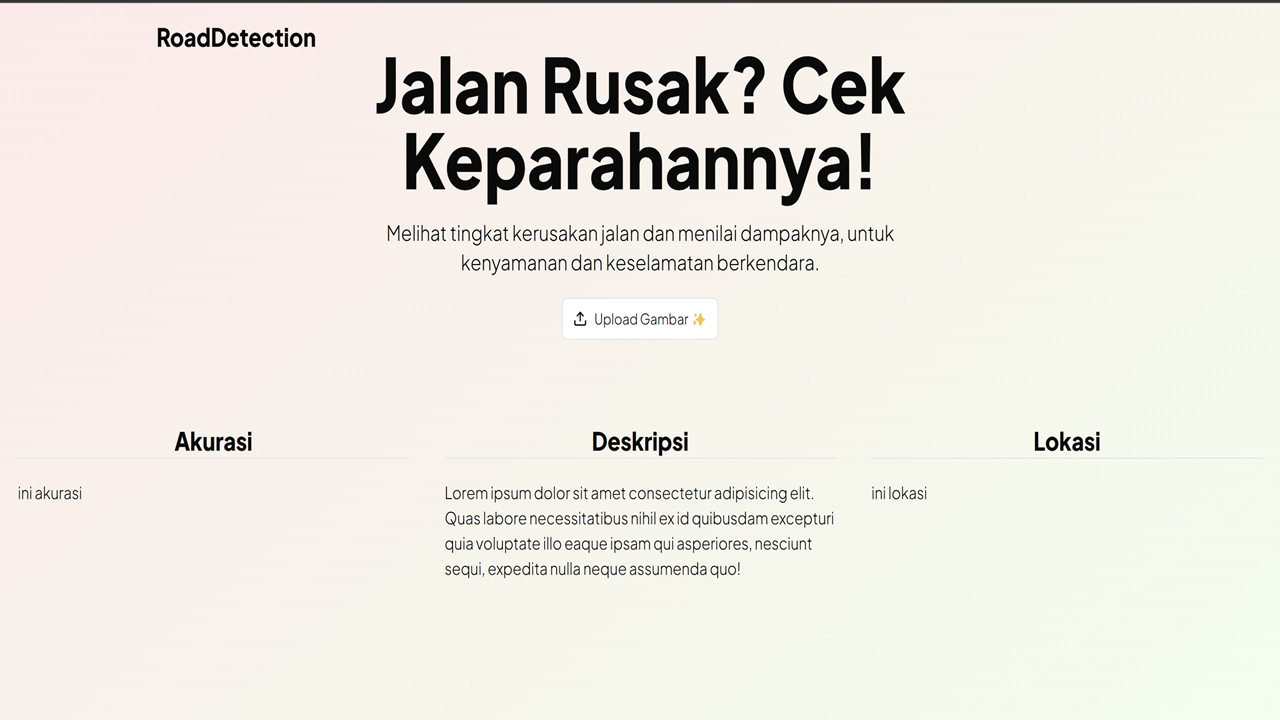 RoadDetection
Jalan Rusak? Cek
Keparahannya!
Melihat tingkat kerusakan jalan dan menilai dampaknya, untuk
kenyamanan dan keselamatan berkendara.
Upload Gambar ✨
Akurasi
ini akurasi
Deskripsi
Lorem ipsum dolor sit amet consectetur adipisicing elit.
Quas labore necessitatibus nihil ex id quibusdam excepturi
quia voluptate illo eaque ipsam qui asperiores, nesciunt
sequi, expedita nulla neque assumenda quo!
Lokasi
ini lokasi